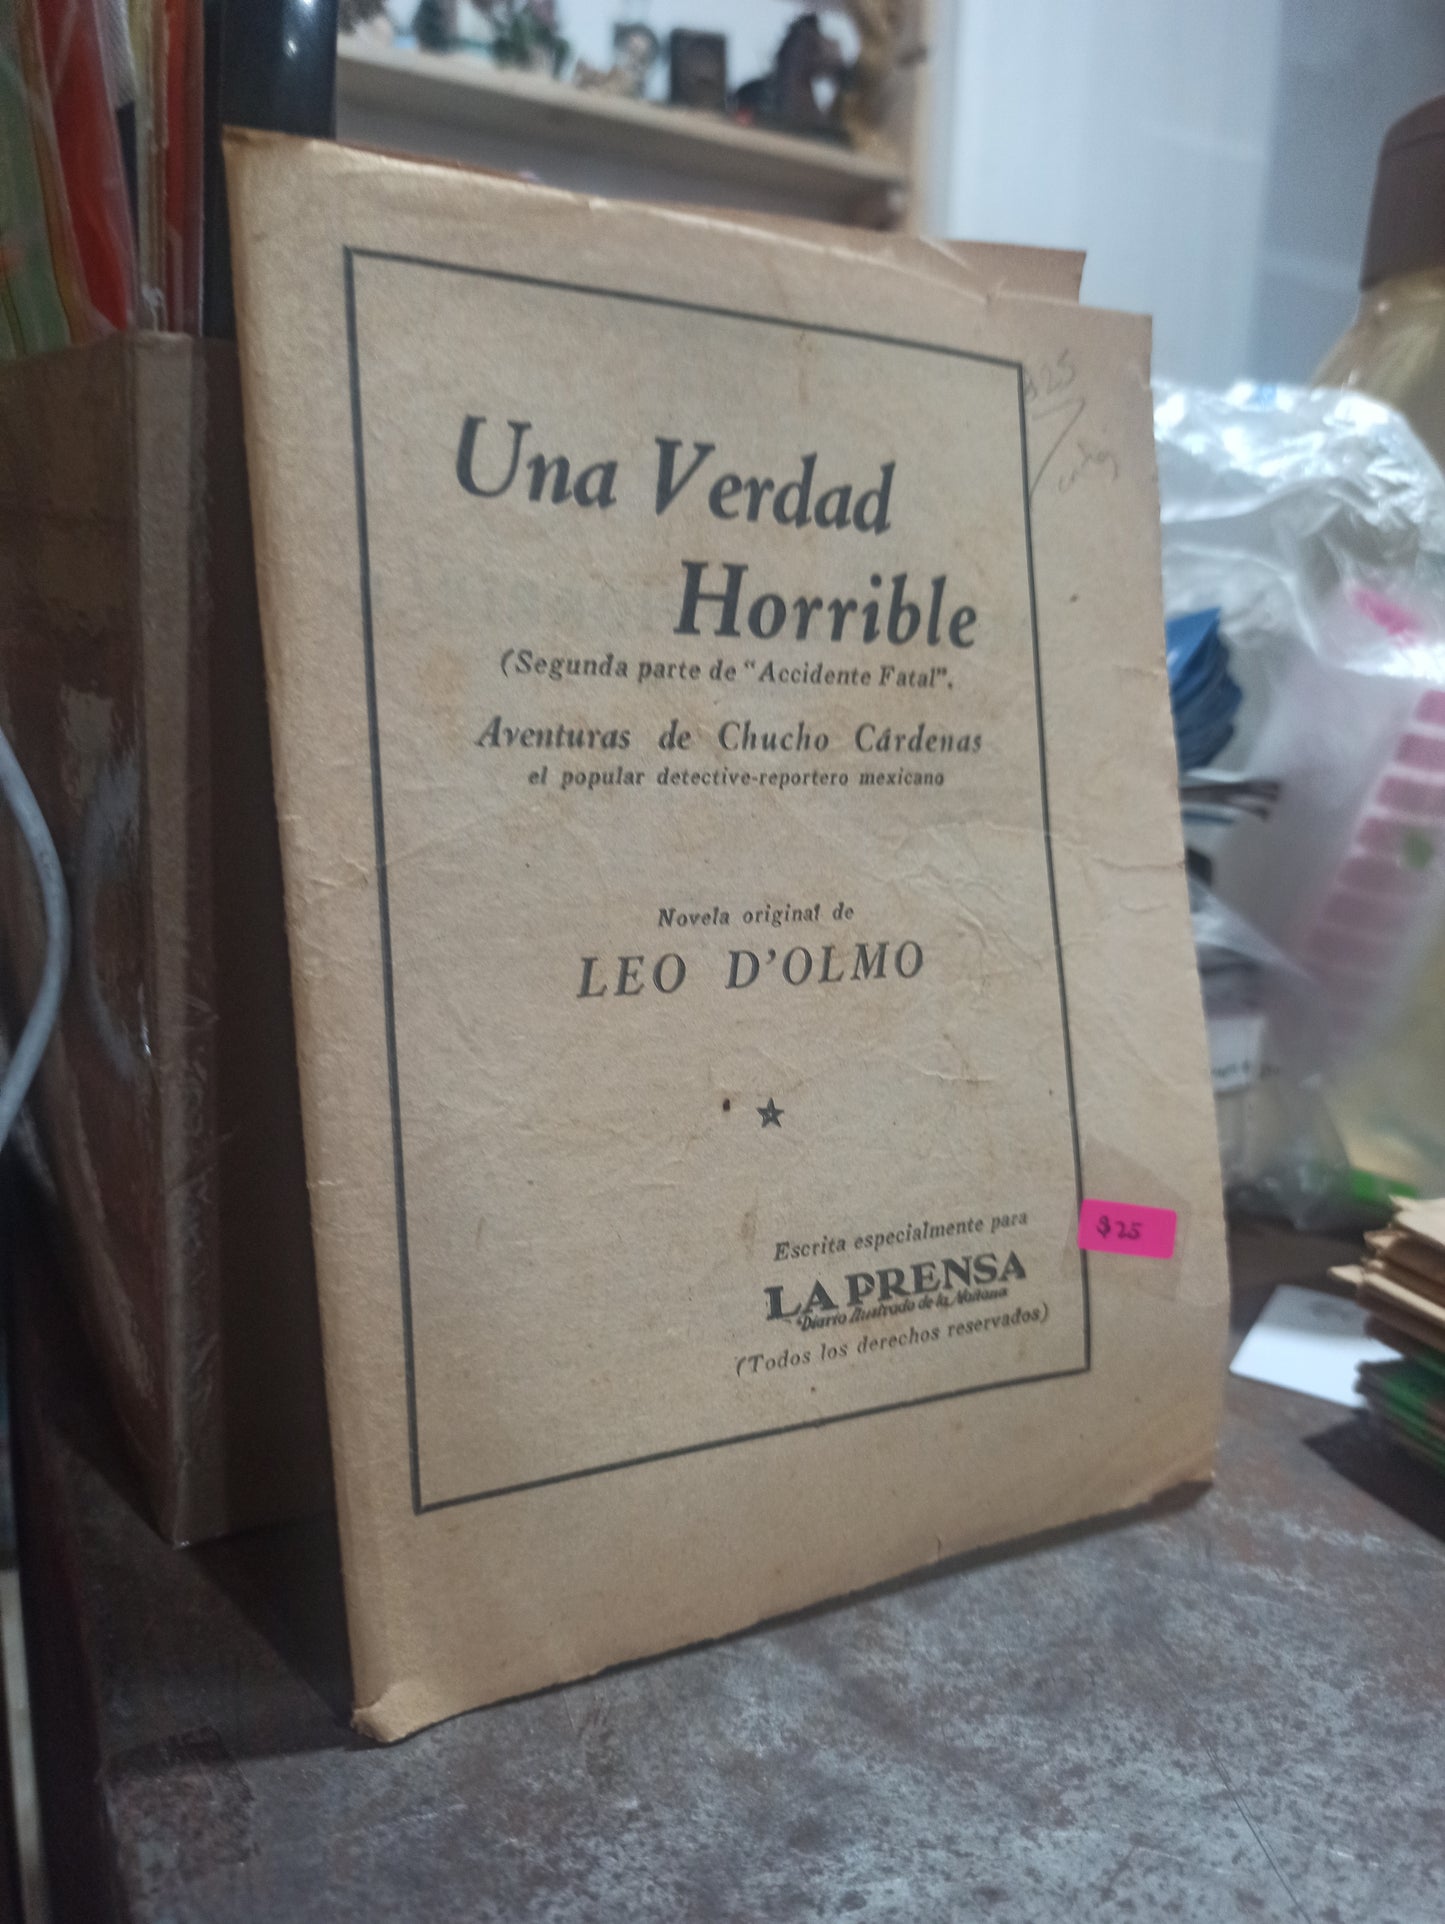 Una Verdad
Horrible
(Segunda parte de "Accidente Fatal".
Aventuras de Chucho Cárdenas
el popular detective-reportero mexicano
Novela original de
LEO D'OLMO
Escrita especialmente para
LA PRENSA
Diario Ilustrado de la Mañana
(Todos los derechos reservados)
$25
$25